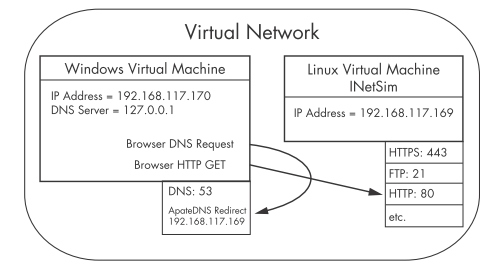 Virtual Network
Windows Virtual Machine
IP Address = 192.168.117.170
DNS Server = 127.0.0.1
Browser DNS Request
Browser HTTP GET
DNS: 53
ApateDNS Redirect
192.168.117.169
Linux Virtual Machine
INetSim
IP Address = 192.168.117.169
HTTPS: 443
FTP: 21
HTTP: 80
etc.